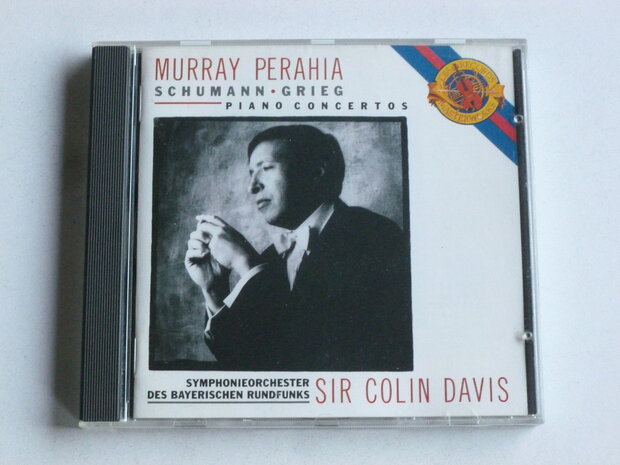 MURRAY PERAHIA
SCHUMANN • GRIEG
PIANO CONCERTOS
SYMPHONIEORCHESTER
DES BAYERISCHEN RUNDFUNKS
SIR COLIN DAVIS